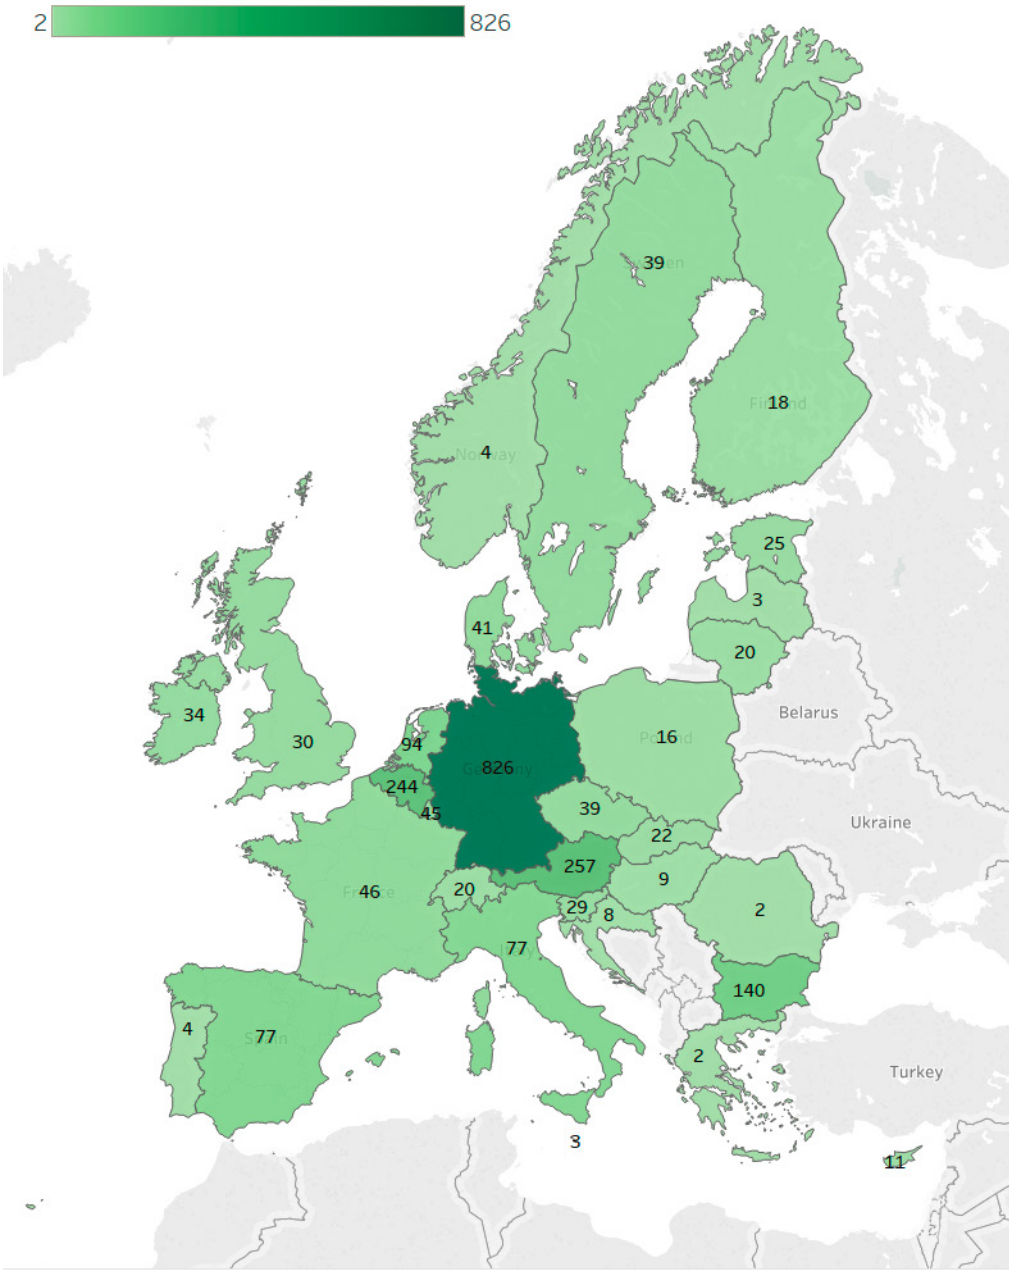 2 826
Sweden
39
Finland
18
Norway
4
25
3
41
20
34
Belarus
30
94
Poland
16
Germany
826
244
39
45
Ukraine
22
257
France
46
20
9
29
8
2
Italy
77
140
4
Spain
77
2
Turkey
3
11